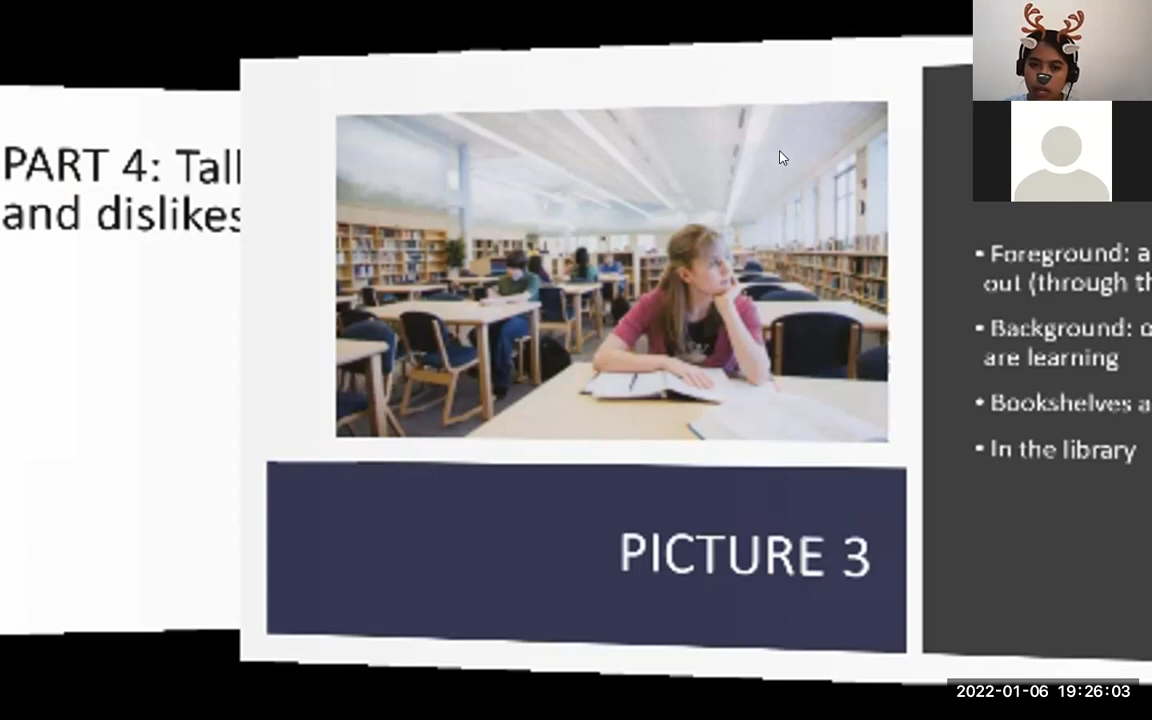 PART 4: Tal
and dislikes
PICTURE 3
• Foreground: a
out (through th
• Background: o
are learning
• Bookshelves a
• In the library
2022-01-06 19:26:03